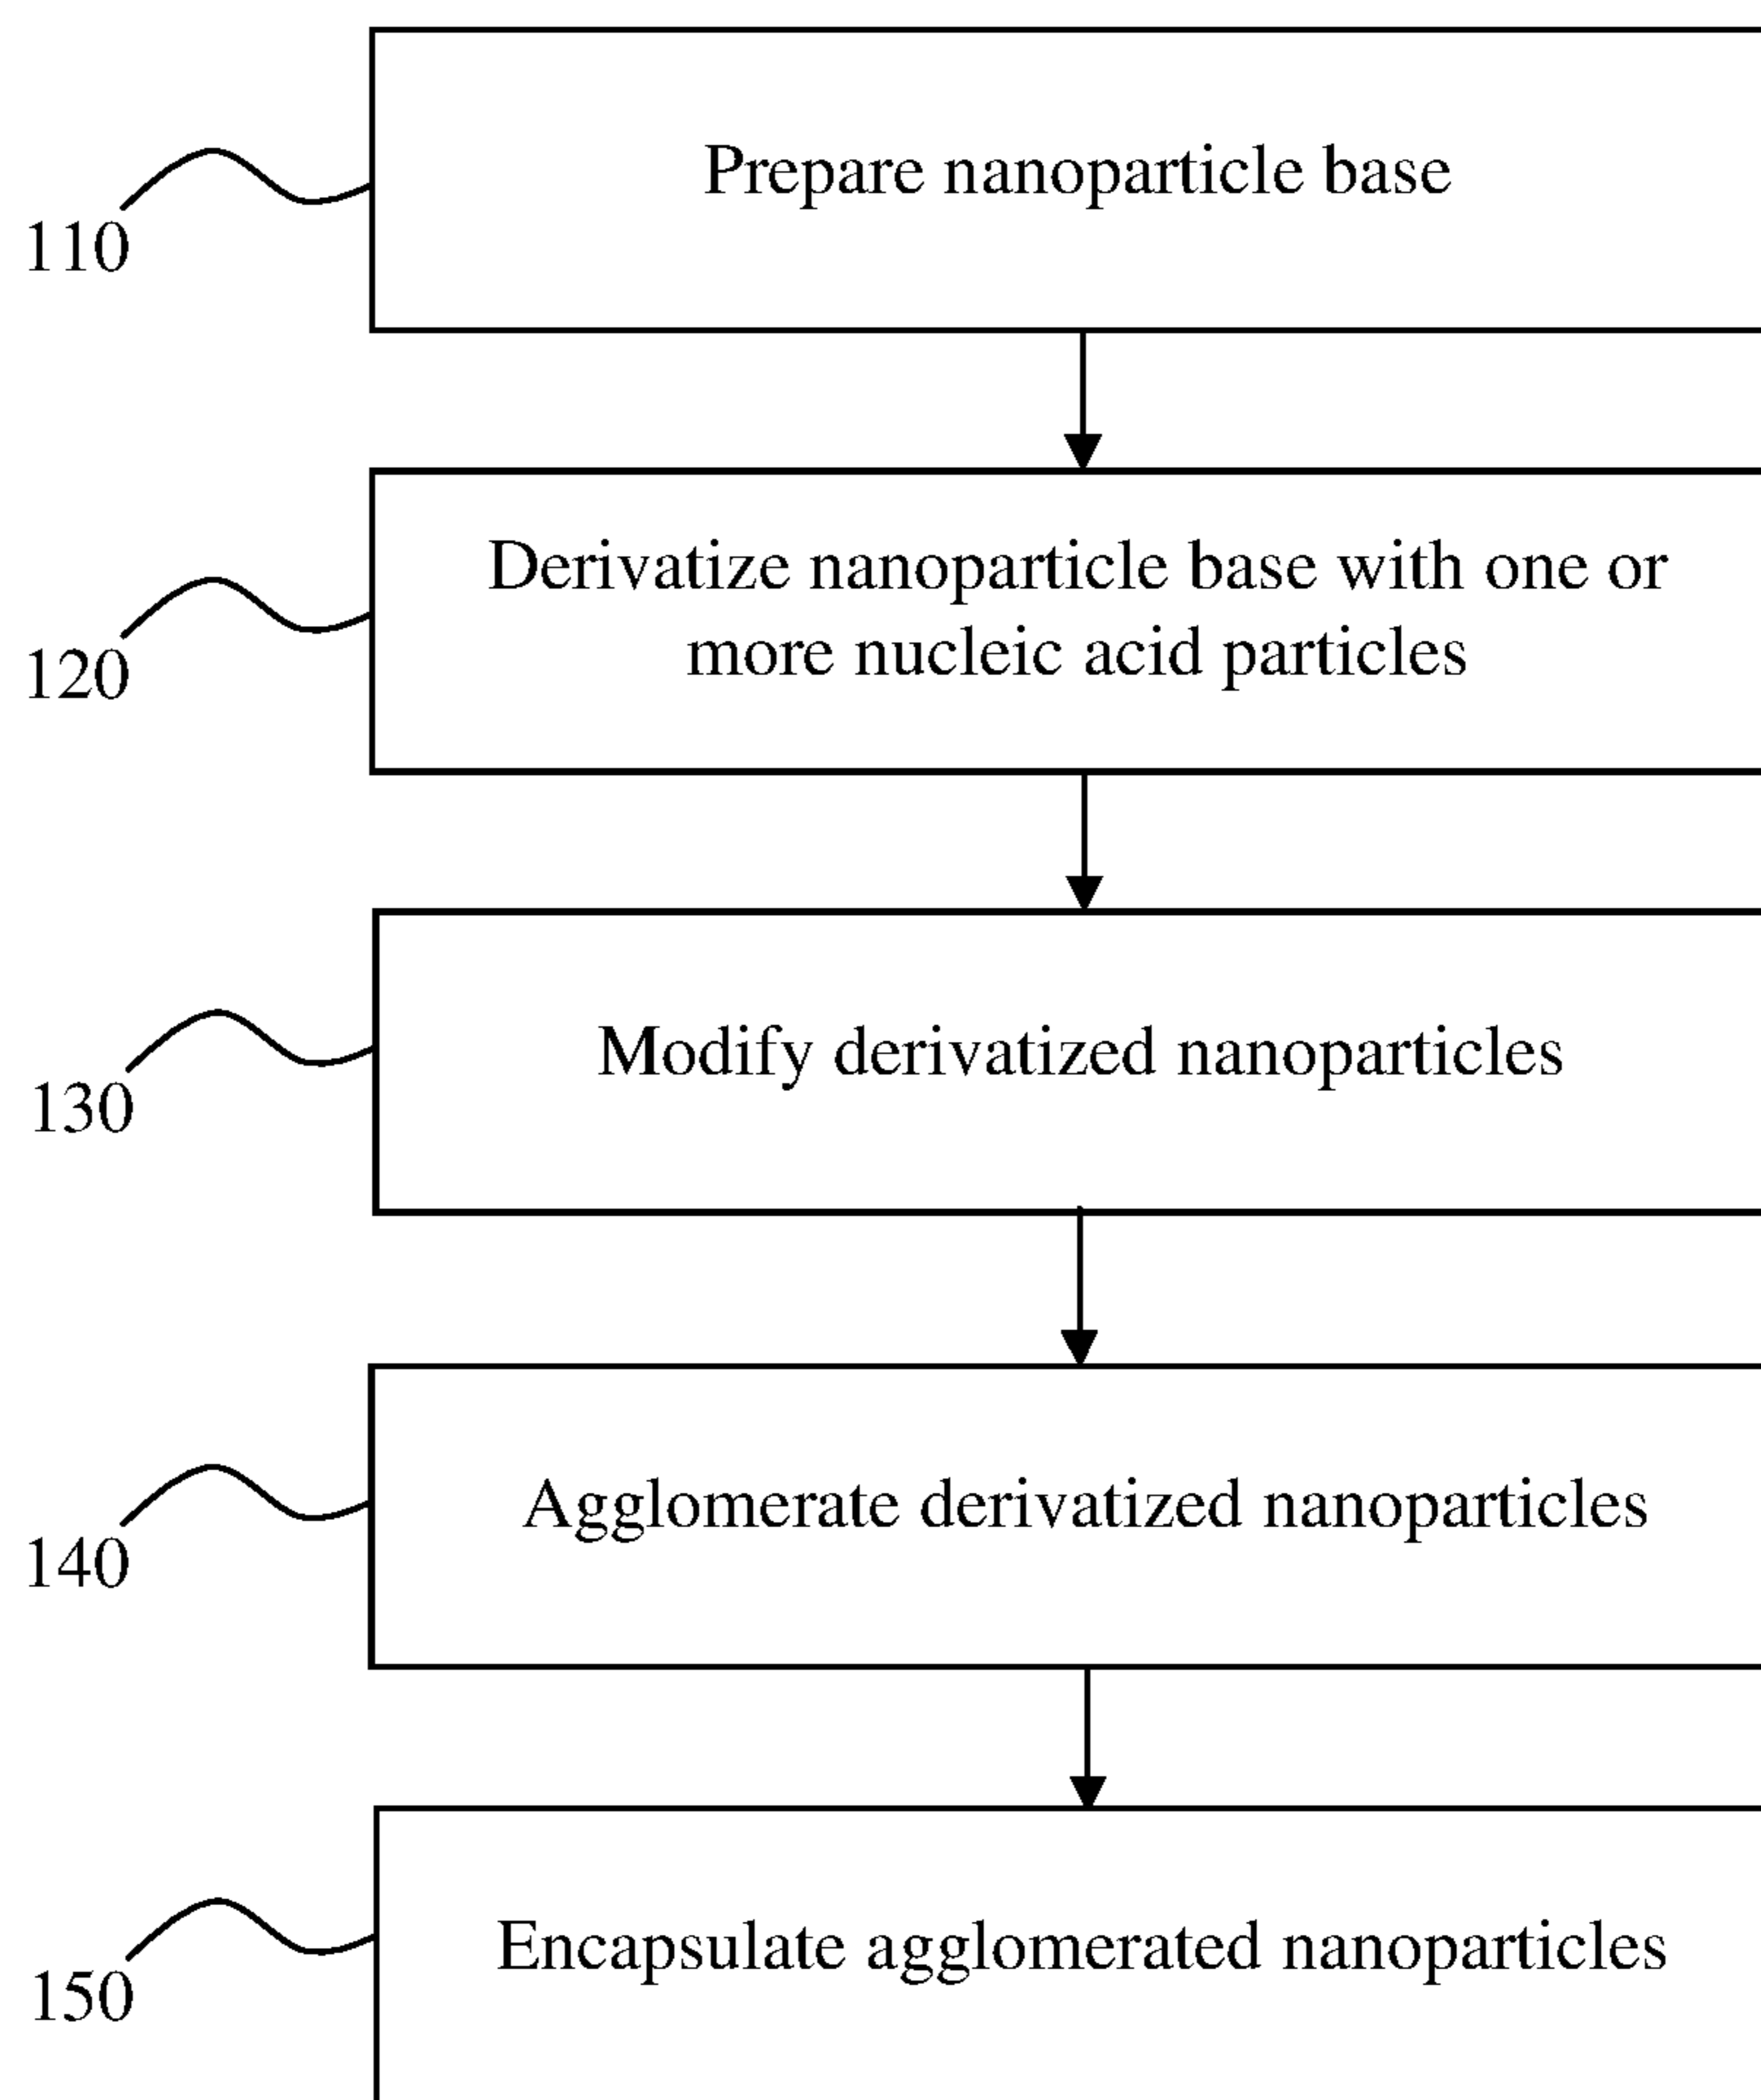 Prepare nanoparticle base
110
Derivatize nanoparticle base with one or
more nucleic acid particles
120
Modify derivatized nanoparticles
130
Agglomerate derivatized nanoparticles
140
Encapsulate agglomerated nanoparticles
150